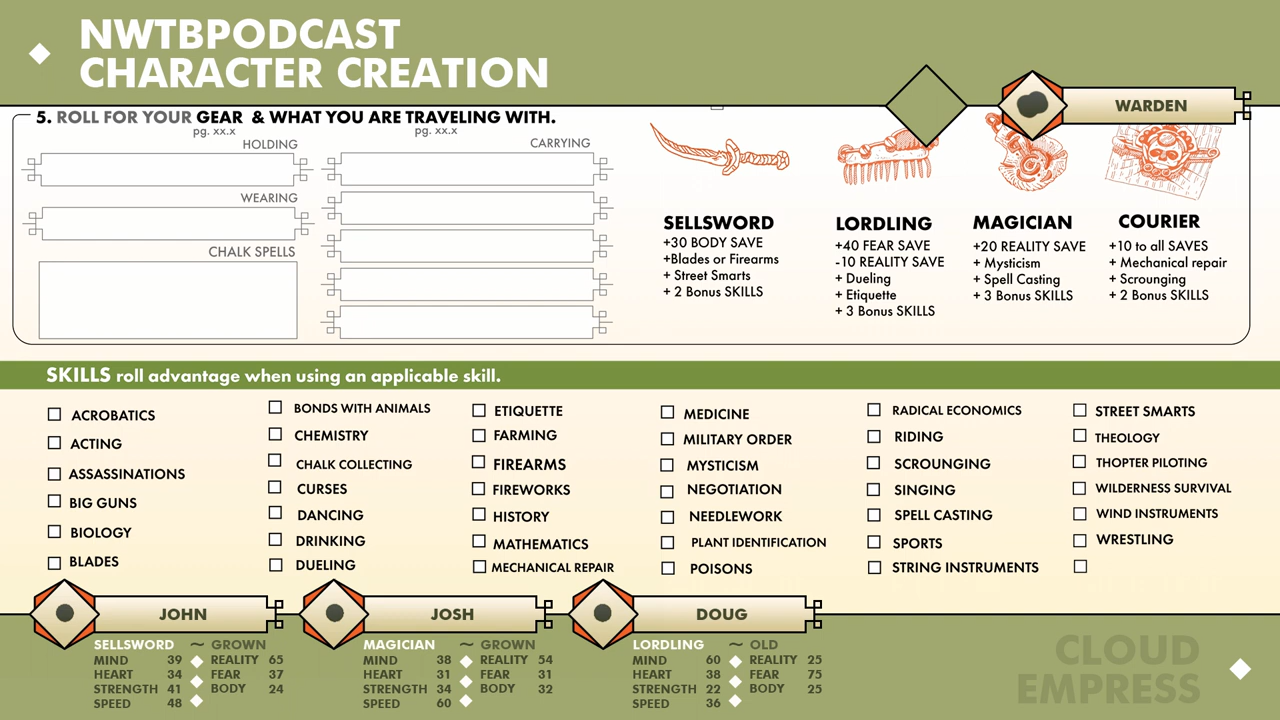 NWTBPODCAST
CHARACTER CREATION
WARDEN
5. ROLL FOR YOUR GEAR & WHAT YOU ARE TRAVELING WITH.
pg. xx.x
pg. xx.x
HOLDING
CARRYING
WEARING
CHALK SPELLS
SELLSWORD
+30 BODY SAVE
+Blades or Firearms
+ Street Smarts
+ 2 Bonus SKILLS
LORDLING
+40 FEAR SAVE
-10 REALITY SAVE
+ Dueling
+ Etiquette
+ 3 Bonus SKILLS
MAGICIAN
+20 REALITY SAVE
+ Mysticism
+ Spell Casting
+ 3 Bonus SKILLS
COURIER
+10 to all SAVES
+ Mechanical repair
+ Scrounging
+ 2 Bonus SKILLS
SKILLS roll advantage when using an applicable skill.
ACROBATICS
ACTING
ASSASSINATIONS
BIG GUNS
BIOLOGY
BLADES
BONDS WITH ANIMALS
CHEMISTRY
CHALK COLLECTING
CURSES
DANCING
DRINKING
DUELING
ETIQUETTE
FARMING
FIREARMS
FIREWORKS
HISTORY
MATHEMATICS
MECHANICAL REPAIR
MEDICINE
MILITARY ORDER
MYSTICISM
NEGOTIATION
NEEDLEWORK
PLANT IDENTIFICATION
POISONS
RADICAL ECONOMICS
RIDING
SCROUNGING
SINGING
SPELL CASTING
SPORTS
STRING INSTRUMENTS
STREET SMARTS
THEOLOGY
THOPTER PILOTING
WILDERNESS SURVIVAL
WIND INSTRUMENTS
WRESTLING
JOHN
SELLSWORD ~ GROWN
MIND 39 REALITY 65
HEART 34 FEAR 37
STRENGTH 41 BODY 24
SPEED 48
JOSH
MAGICIAN ~ GROWN
MIND 38 REALITY 54
HEART 31 FEAR 31
STRENGTH 34 BODY 32
SPEED 60
DOUG
LORDLING ~ OLD
MIND 60 REALITY 25
HEART 38 FEAR 75
STRENGTH 22 BODY 25
SPEED 36
CLOUD
EMPRESS